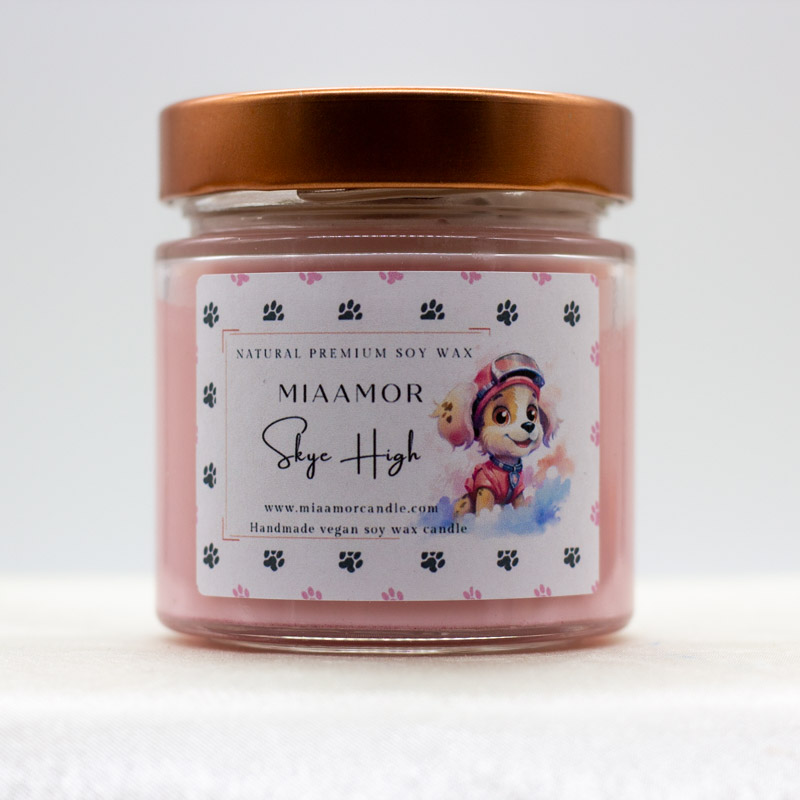 NATURAL PREMIUM SOY WAX
MIAAMOR
Skye High
www.miaamorcandle.com
Handmade vegan soy wax candle